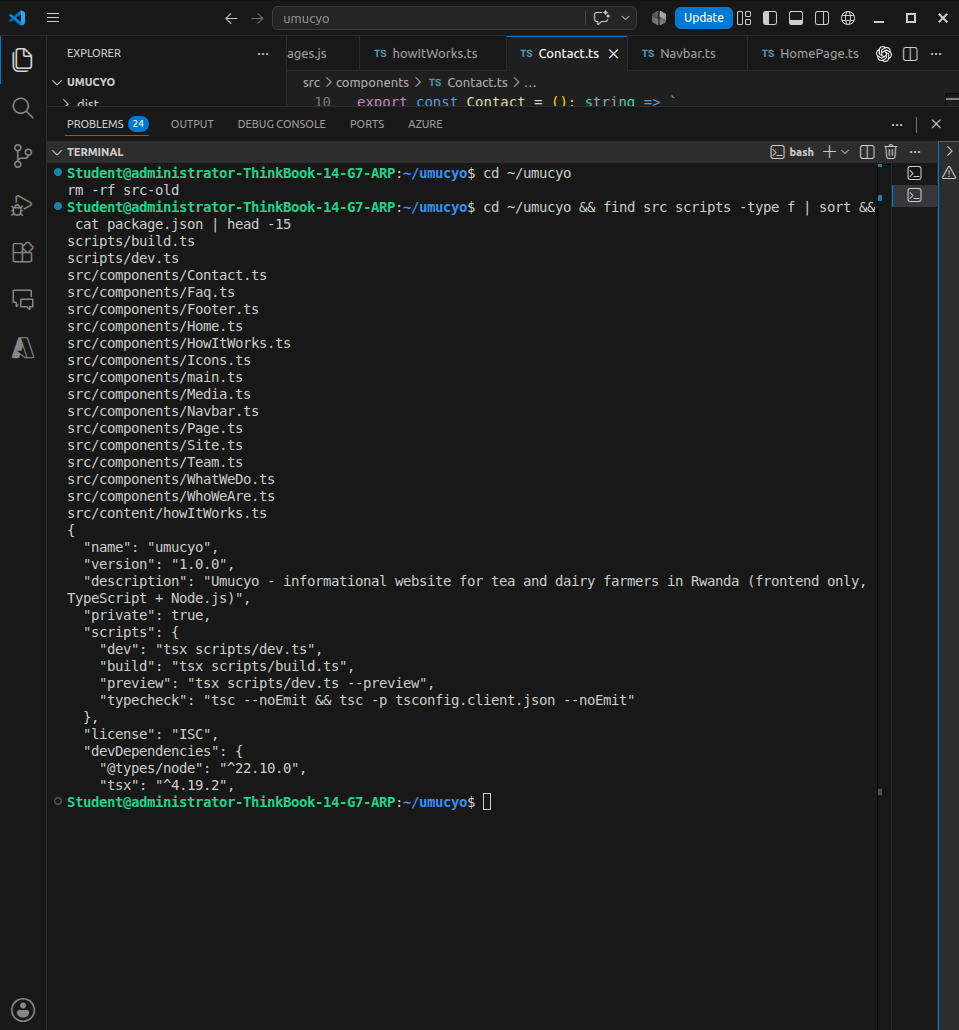 umucyo
Update
EXPLORER
ages.js
TS howItWorks.ts
TS Contact.ts
TS Navbar.ts
TS HomePage.ts
UMUCYO
src > components > TS Contact.ts > ...
dist
10 export const Contact = (): string => `
PROBLEMS 24 OUTPUT DEBUG CONSOLE PORTS AZURE
TERMINAL
bash
Student@administrator-ThinkBook-14-G7-ARP:~/umucyo$ cd ~/umucyo
rm -rf src-old
Student@administrator-ThinkBook-14-G7-ARP:~/umucyo$ cd ~/umucyo && find src scripts -type f | sort &&
cat package.json | head -15
scripts/build.ts
scripts/dev.ts
src/components/Contact.ts
src/components/Faq.ts
src/components/Footer.ts
src/components/Home.ts
src/components/HowItWorks.ts
src/components/Icons.ts
src/components/main.ts
src/components/Media.ts
src/components/Navbar.ts
src/components/Page.ts
src/components/Site.ts
src/components/Team.ts
src/components/WhatWeDo.ts
src/components/WhoWeAre.ts
src/content/howItWorks.ts
{
"name": "umucyo",
"version": "1.0.0",
"description": "Umucyo - informational website for tea and dairy farmers in Rwanda (frontend only,
TypeScript + Node.js)",
"private": true,
"scripts": {
"dev": "tsx scripts/dev.ts",
"build": "tsx scripts/build.ts",
"preview": "tsx scripts/dev.ts --preview",
"typecheck": "tsc --noEmit && tsc -p tsconfig.client.json --noEmit"
},
"license": "ISC",
"devDependencies": {
"@types/node": "^22.10.0",
"tsx": "^4.19.2",
Student@administrator-ThinkBook-14-G7-ARP:~/umucyo$